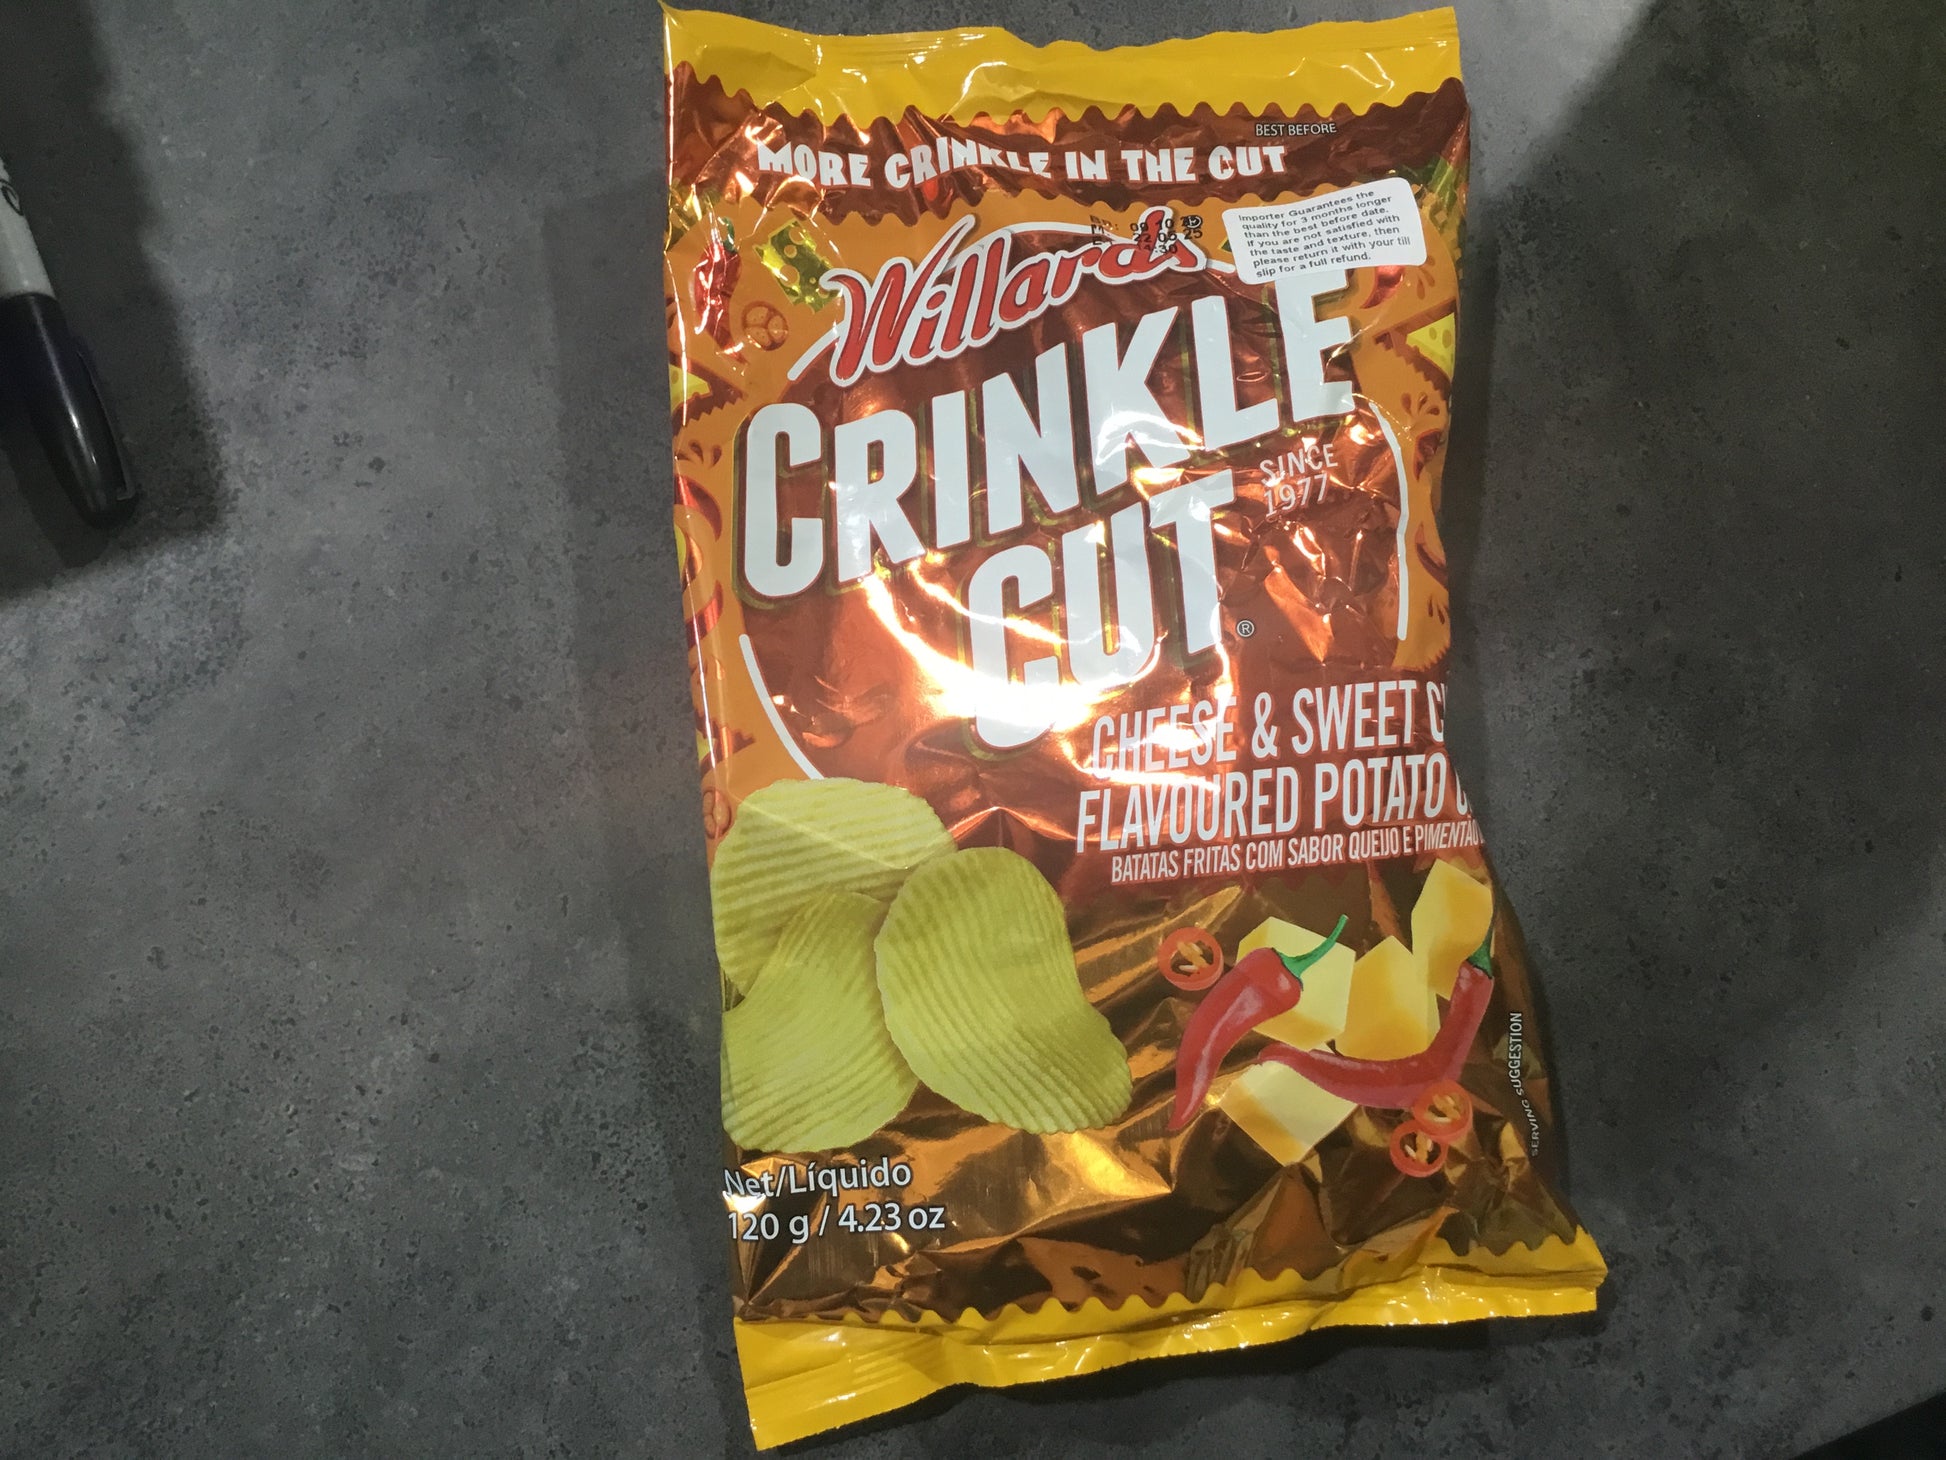 BEST BEFORE
MORE CRINKLE IN THE CUT
Importer Guarantees the
quality for 3 months longer
than the best before date.
If you are not satisfied with
the taste and texture, then
please return it with your till
slip for a full refund.
Willards
CRINKLE
CUT
SINCE
1977
®
CHEESE & SWEET
FLAVOURED POTATO
BATATAS FRITAS COM SABOR QUEIJO E PIMENTÃO
SERVING SUGGESTION
Net/Líquido
120 g / 4.23 oz